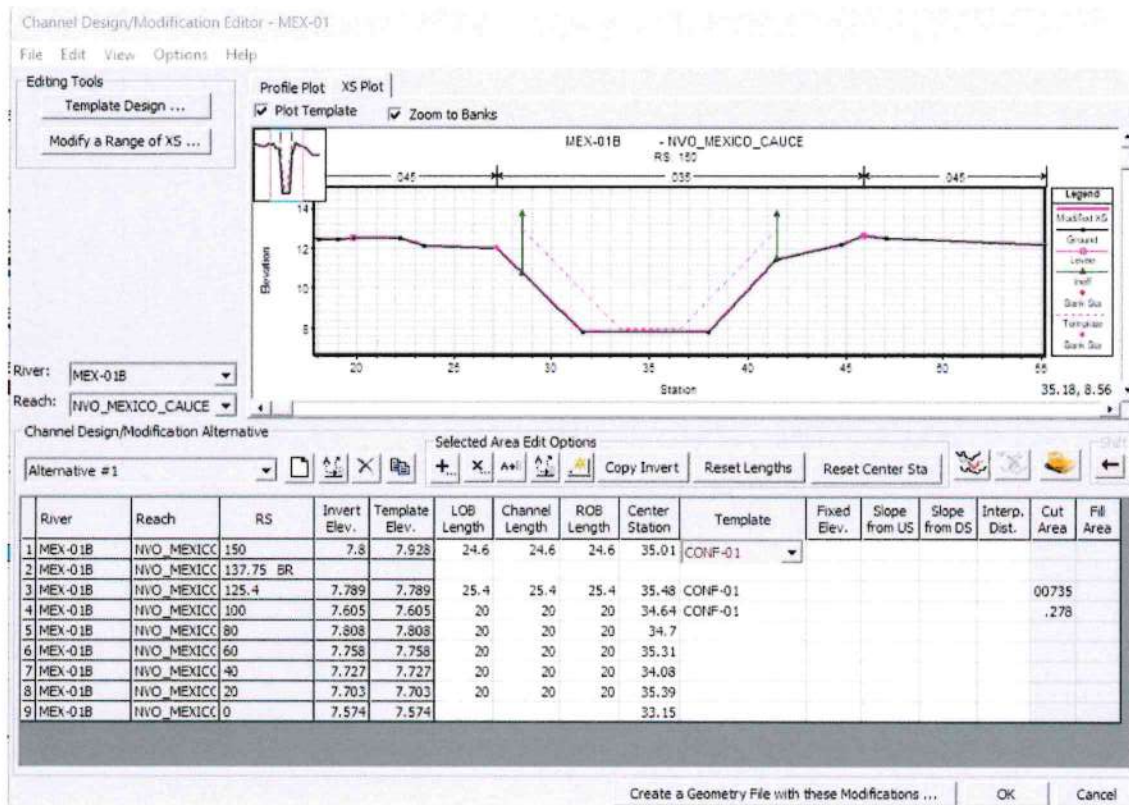 Channel Design/Modification Editor - MEX-01
File Edit View Options Help
Editing Tools
Template Design ...
Modify a Range of XS ...
Profile Plot XS Plot
Plot Template Zoom to Banks
MEX-01B - NVO_MEXICO_CAUCE
RS: 150
.045 .035 .045
Elevation
14
12
10
8
20 25 30 35 40 45 50 55
Station
Legend
Modified XS
Ground
Levee
Ineff
Bank Sta
Template
Bank Sta
35.18, 8.56
River: MEX-01B
Reach: NVO_MEXICO_CAUCE
Channel Design/Modification Alternative
Selected Area Edit Options
Shift
Alternative #1
Copy Invert Reset Lengths Reset Center Sta
River Reach RS Invert Elev. Template Elev. LOB Length Channel Length ROB Length Center Station Template Fixed Elev. Slope from US Slope from DS Interp. Dist. Cut Area Fill Area
1 MEX-01B NVO_MEXICC 150 7.8 7.928 24.6 24.6 24.6 35.01 CONF-01
2 MEX-01B NVO_MEXICC 137.75 BR
3 MEX-01B NVO_MEXICC 125.4 7.789 7.789 25.4 25.4 25.4 35.48 CONF-01 00735
4 MEX-01B NVO_MEXICC 100 7.605 7.605 20 20 20 34.64 CONF-01 .278
5 MEX-01B NVO_MEXICC 80 7.808 7.808 20 20 20 34.7
6 MEX-01B NVO_MEXICC 60 7.758 7.758 20 20 20 35.31
7 MEX-01B NVO_MEXICC 40 7.727 7.727 20 20 20 34.08
8 MEX-01B NVO_MEXICC 20 7.703 7.703 20 20 20 35.39
9 MEX-01B NVO_MEXICC 0 7.574 7.574 33.15
Create a Geometry File with these Modifications ... OK Cancel